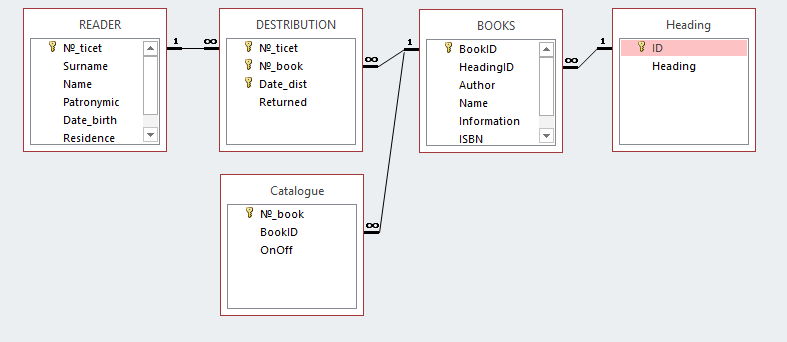 READER
№_ticet
Surname
Name
Patronymic
Date_birth
Residence
1
∞
DESTRIBUTION
№_ticet
№_book
Date_dist
Returned
∞
1
BOOKS
BookID
HeadingID
Author
Name
Information
ISBN
∞
1
Heading
ID
Heading
Catalogue
№_book
BookID
OnOff
∞